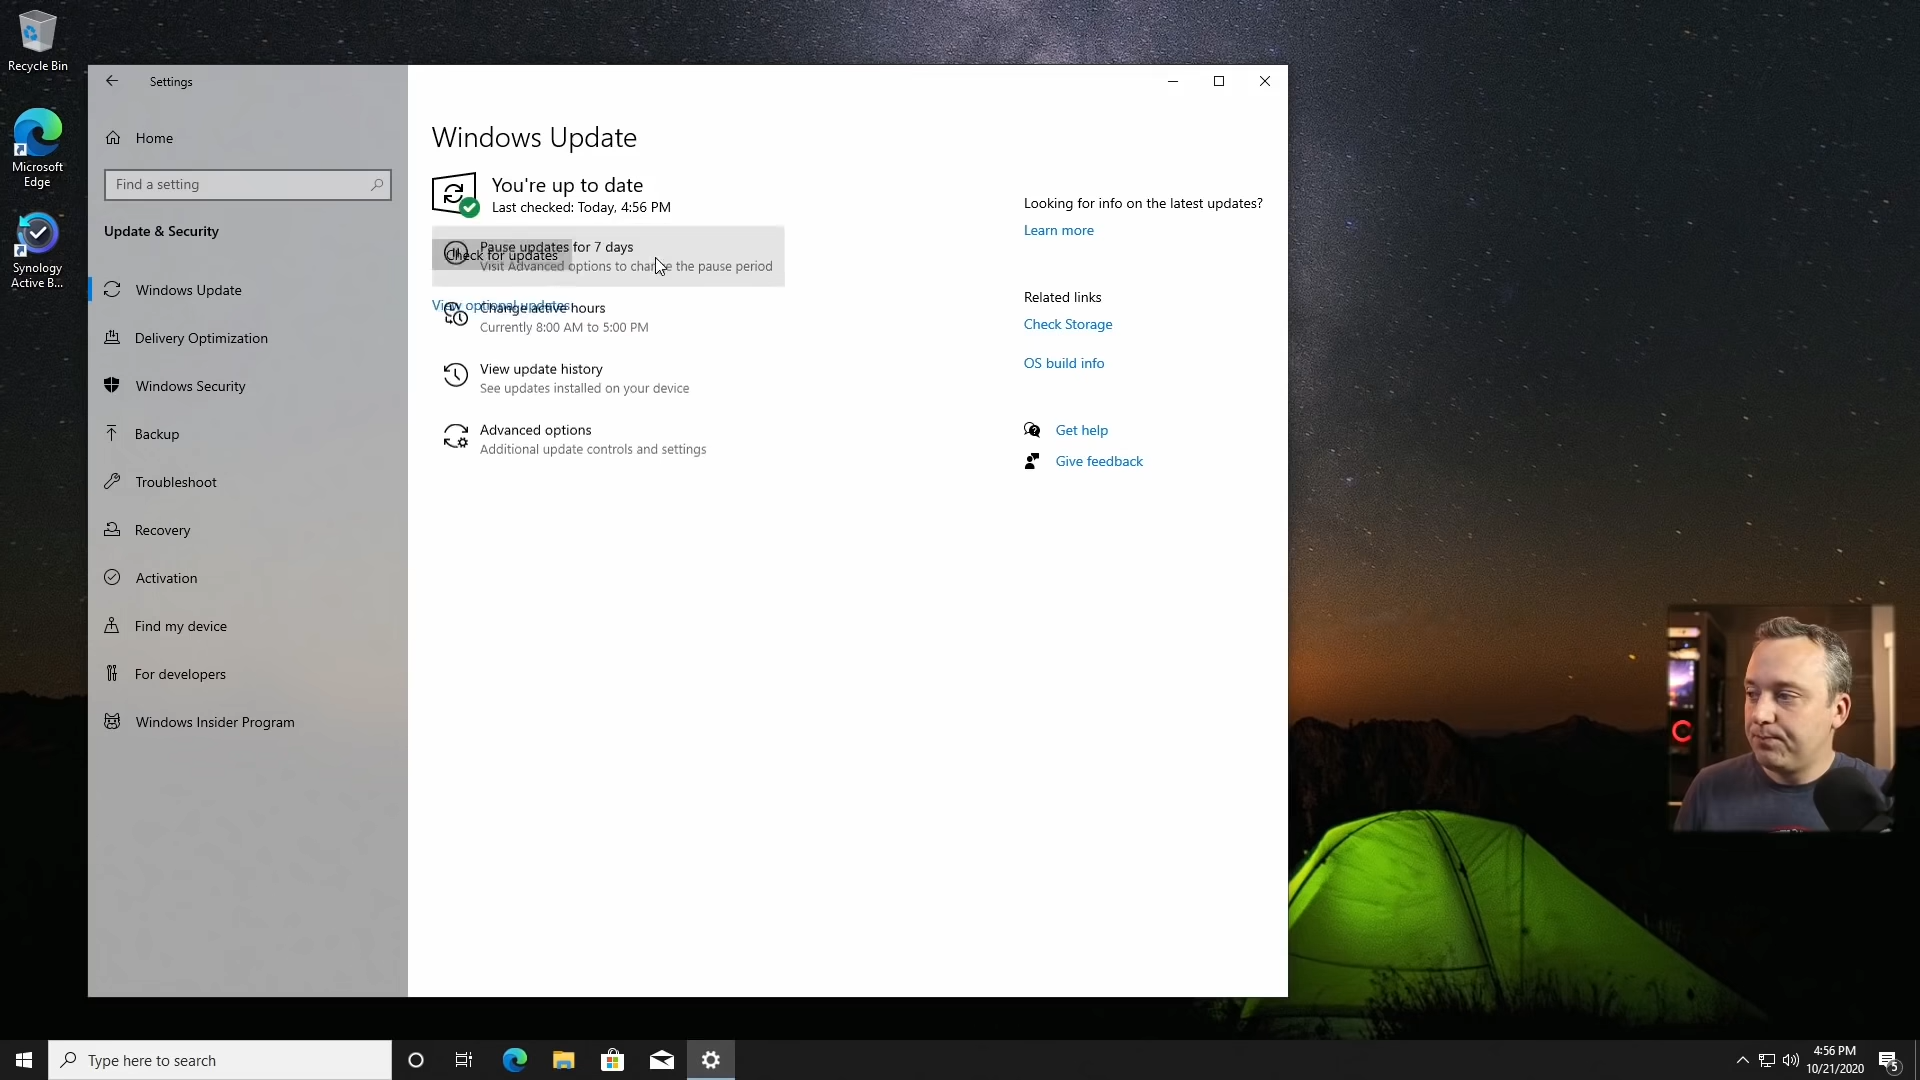 Recycle Bin
Microsoft
Edge
Synology
Active B...
Settings
Home
Find a setting
Update & Security
Windows Update
Delivery Optimization
Windows Security
Backup
Troubleshoot
Recovery
Activation
Find my device
For developers
Windows Insider Program
Windows Update
You're up to date
Last checked: Today, 4:56 PM
Pause updates for 7 days
Check for updates
Visit Advanced options to change the pause period
View optional updates
Change active hours
Currently 8:00 AM to 5:00 PM
View update history
See updates installed on your device
Advanced options
Additional update controls and settings
Looking for info on the latest updates?
Learn more
Related links
Check Storage
OS build info
Get help
Give feedback
Type here to search
4:56 PM
10/21/2020
5